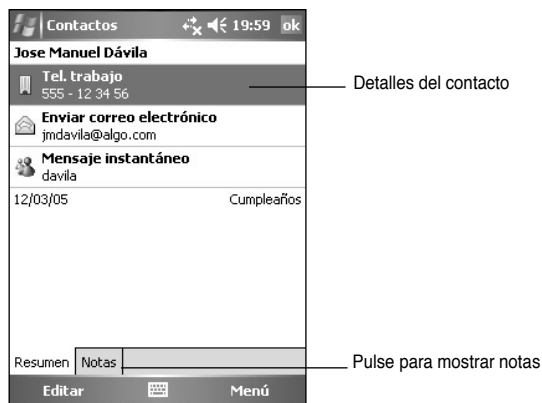 Contactos 19:59 ok
Jose Manuel Dávila
Tel. trabajo
555 - 12 34 56
Detalles del contacto
Enviar correo electrónico
jmdavila@algo.com
Mensaje instantáneo
davila
12/03/05 Cumpleaños
Resumen Notas
Pulse para mostrar notas
Editar Menú